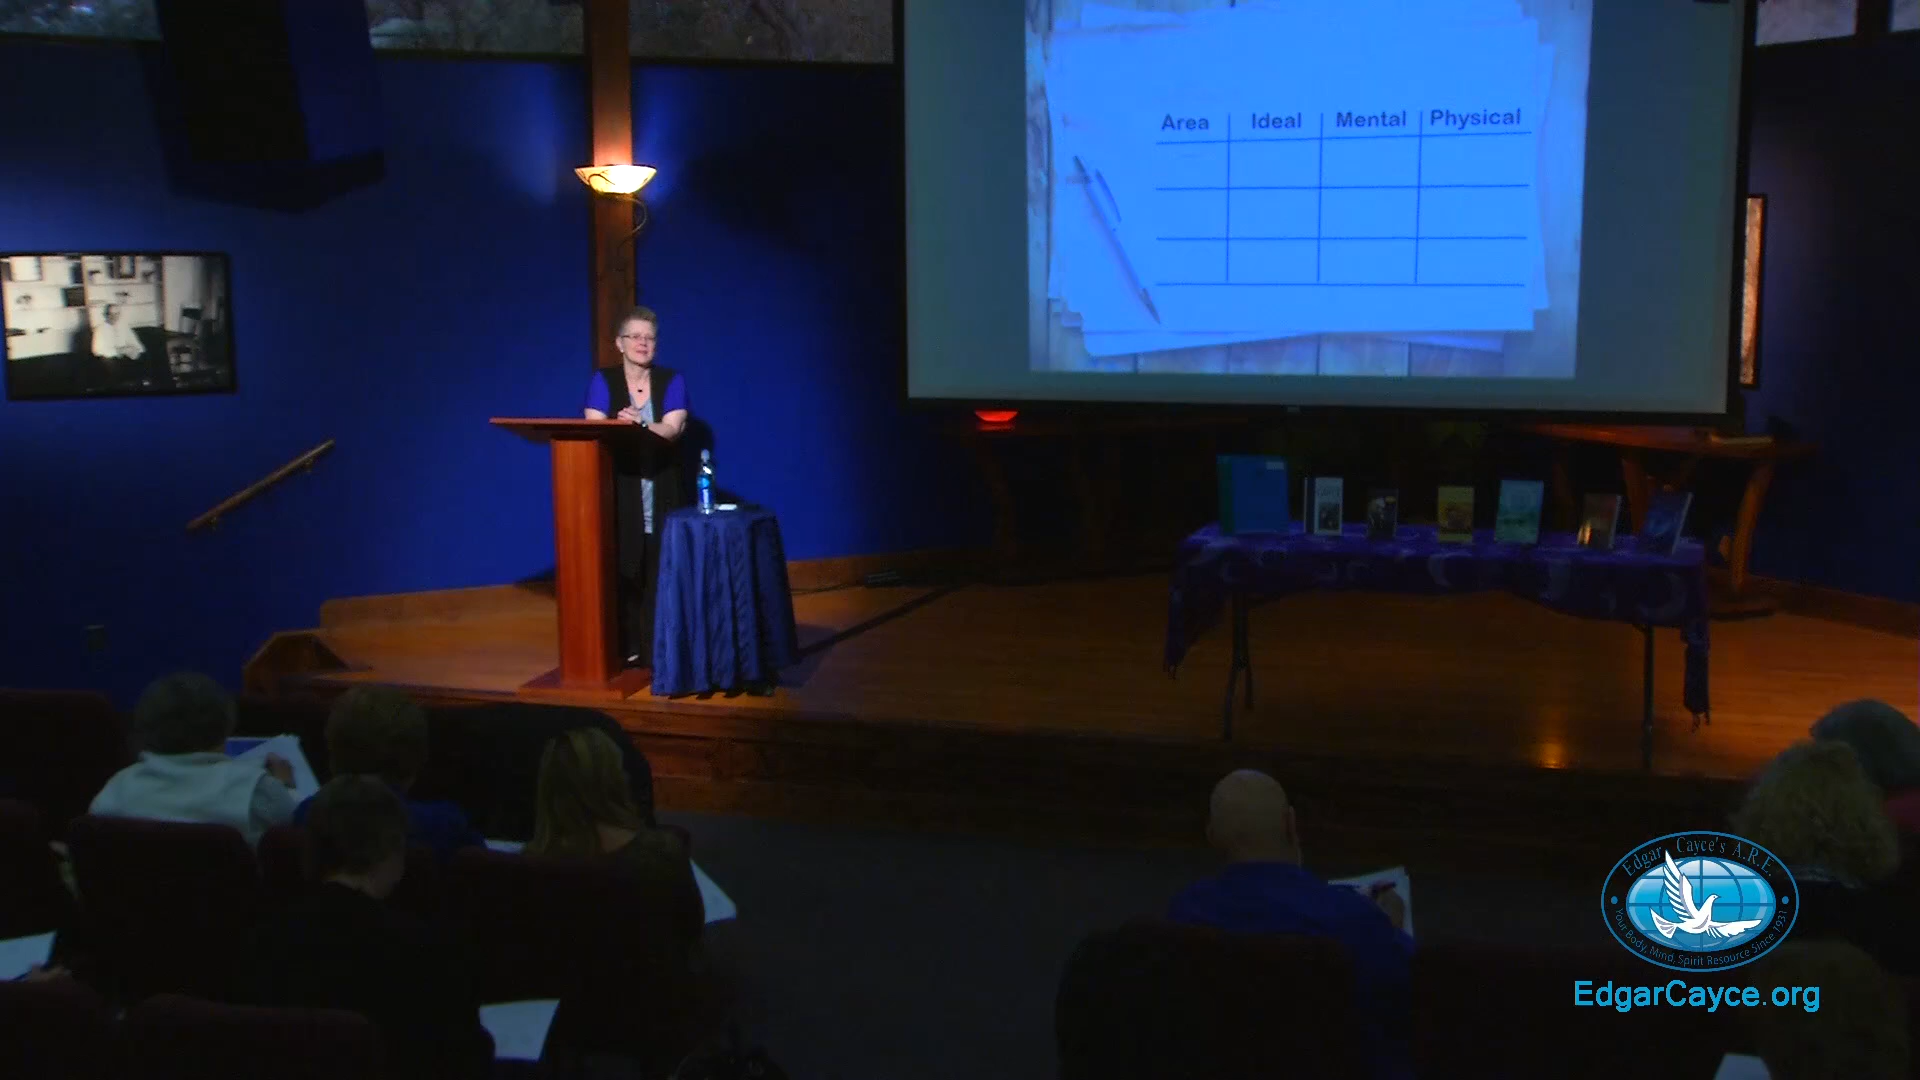 Area Ideal Mental Physical
Edgar Cayce's A.R.E.
Your Body, Mind, Spirit Resource Since 1931
EdgarCayce.org